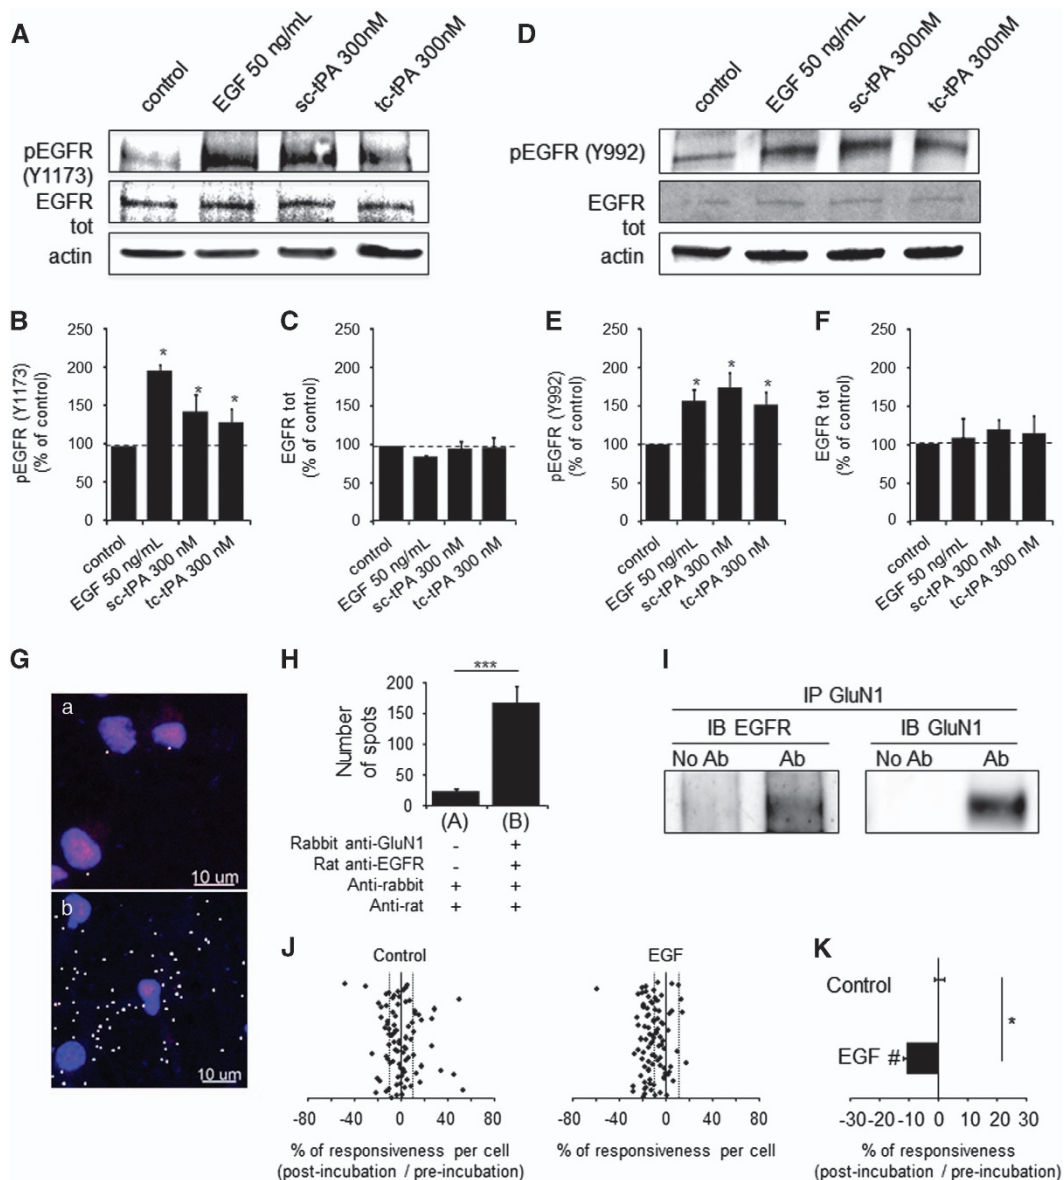 A
control
EGF 50 ng/mL
sc-tPA 300nM
tc-tPA 300nM
pEGFR
(Y1173)
EGFR
tot
actin
D
control
EGF 50 ng/mL
sc-tPA 300nM
tc-tPA 300nM
pEGFR (Y992)
EGFR
tot
actin
B
pEGFR (Y1173)
(% of control)
250
200
150
100
50
0
*
*
*
control
EGF 50 ng/mL
sc-tPA 300 nM
tc-tPA 300 nM
C
EGFR tot
(% of control)
250
200
150
100
50
0
control
EGF 50 ng/mL
sc-tPA 300 nM
tc-tPA 300 nM
E
pEGFR (Y992)
(% of control)
250
200
150
100
50
0
*
*
*
control
EGF 50 ng/mL
sc-tPA 300 nM
tc-tPA 300 nM
F
EGFR tot
(% of control)
250
200
150
100
50
0
control
EGF 50 ng/mL
sc-tPA 300 nM
tc-tPA 300 nM
G
a
10 um
b
10 um
H
***
Number
of spots
200
150
100
50
0
(A) (B)
Rabbit anti-GluN1 - +
Rat anti-EGFR - +
Anti-rabbit + +
Anti-rat + +
I
IP GluN1
IB EGFR IB GluN1
No Ab Ab No Ab Ab
J
Control
-80 -40 0 40 80
% of responsiveness per cell
(post-incubation / pre-incubation)
EGF
-80 -40 0 40 80
% of responsiveness per cell
K
Control
*
EGF #
-30 -20 -10 0 10 20 30
% of responsiveness
(post-incubation / pre-incubation)